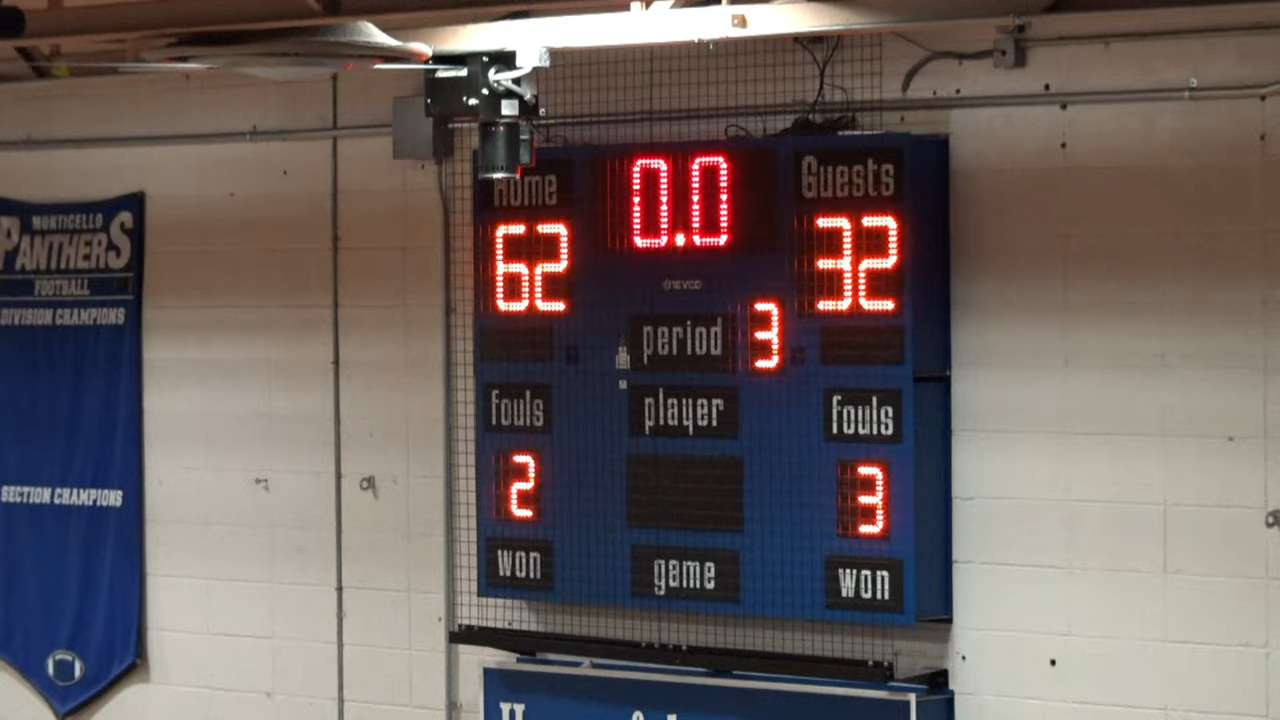 MONTICELLO
PANTHERS
FOOTBALL
DIVISION CHAMPIONS
SECTION CHAMPIONS
Home
0.0
Guests
62
32
NEVCO
period
3
fouls
player
fouls
2
3
won
game
won